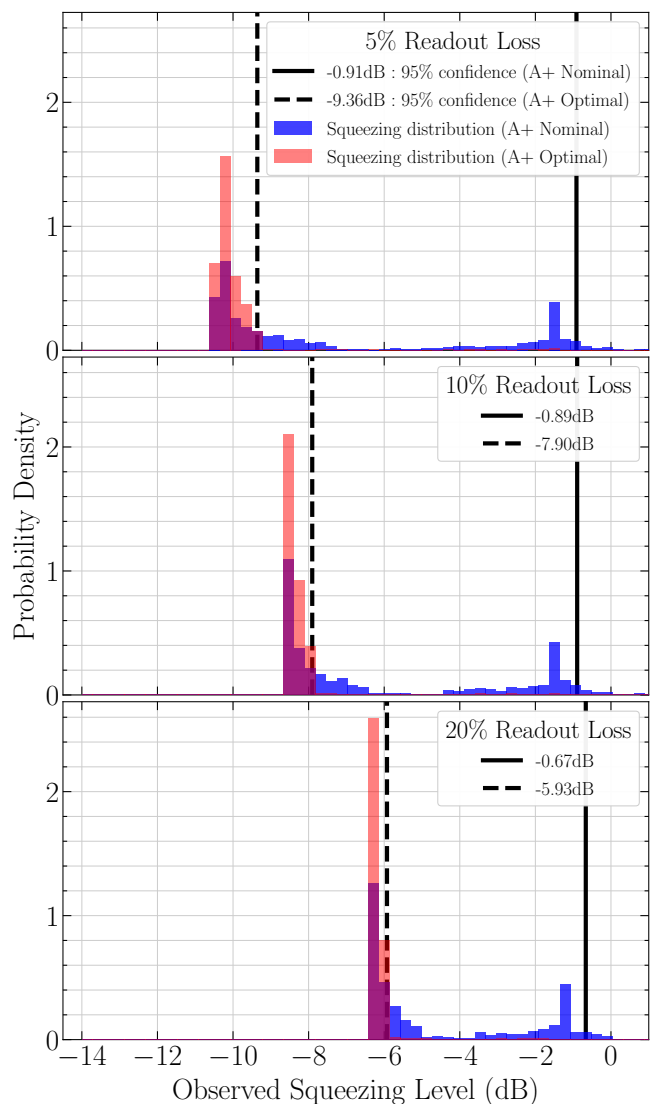 5% Readout Loss
-0.91dB : 95% confidence (A+ Nominal)
-9.36dB : 95% confidence (A+ Optimal)
Squeezing distribution (A+ Nominal)
Squeezing distribution (A+ Optimal)
2
1
0
10% Readout Loss
-0.89dB
-7.90dB
2
1
0
Probability Density
20% Readout Loss
-0.67dB
-5.93dB
2
1
0
−14 −12 −10 −8 −6 −4 −2 0
Observed Squeezing Level (dB)